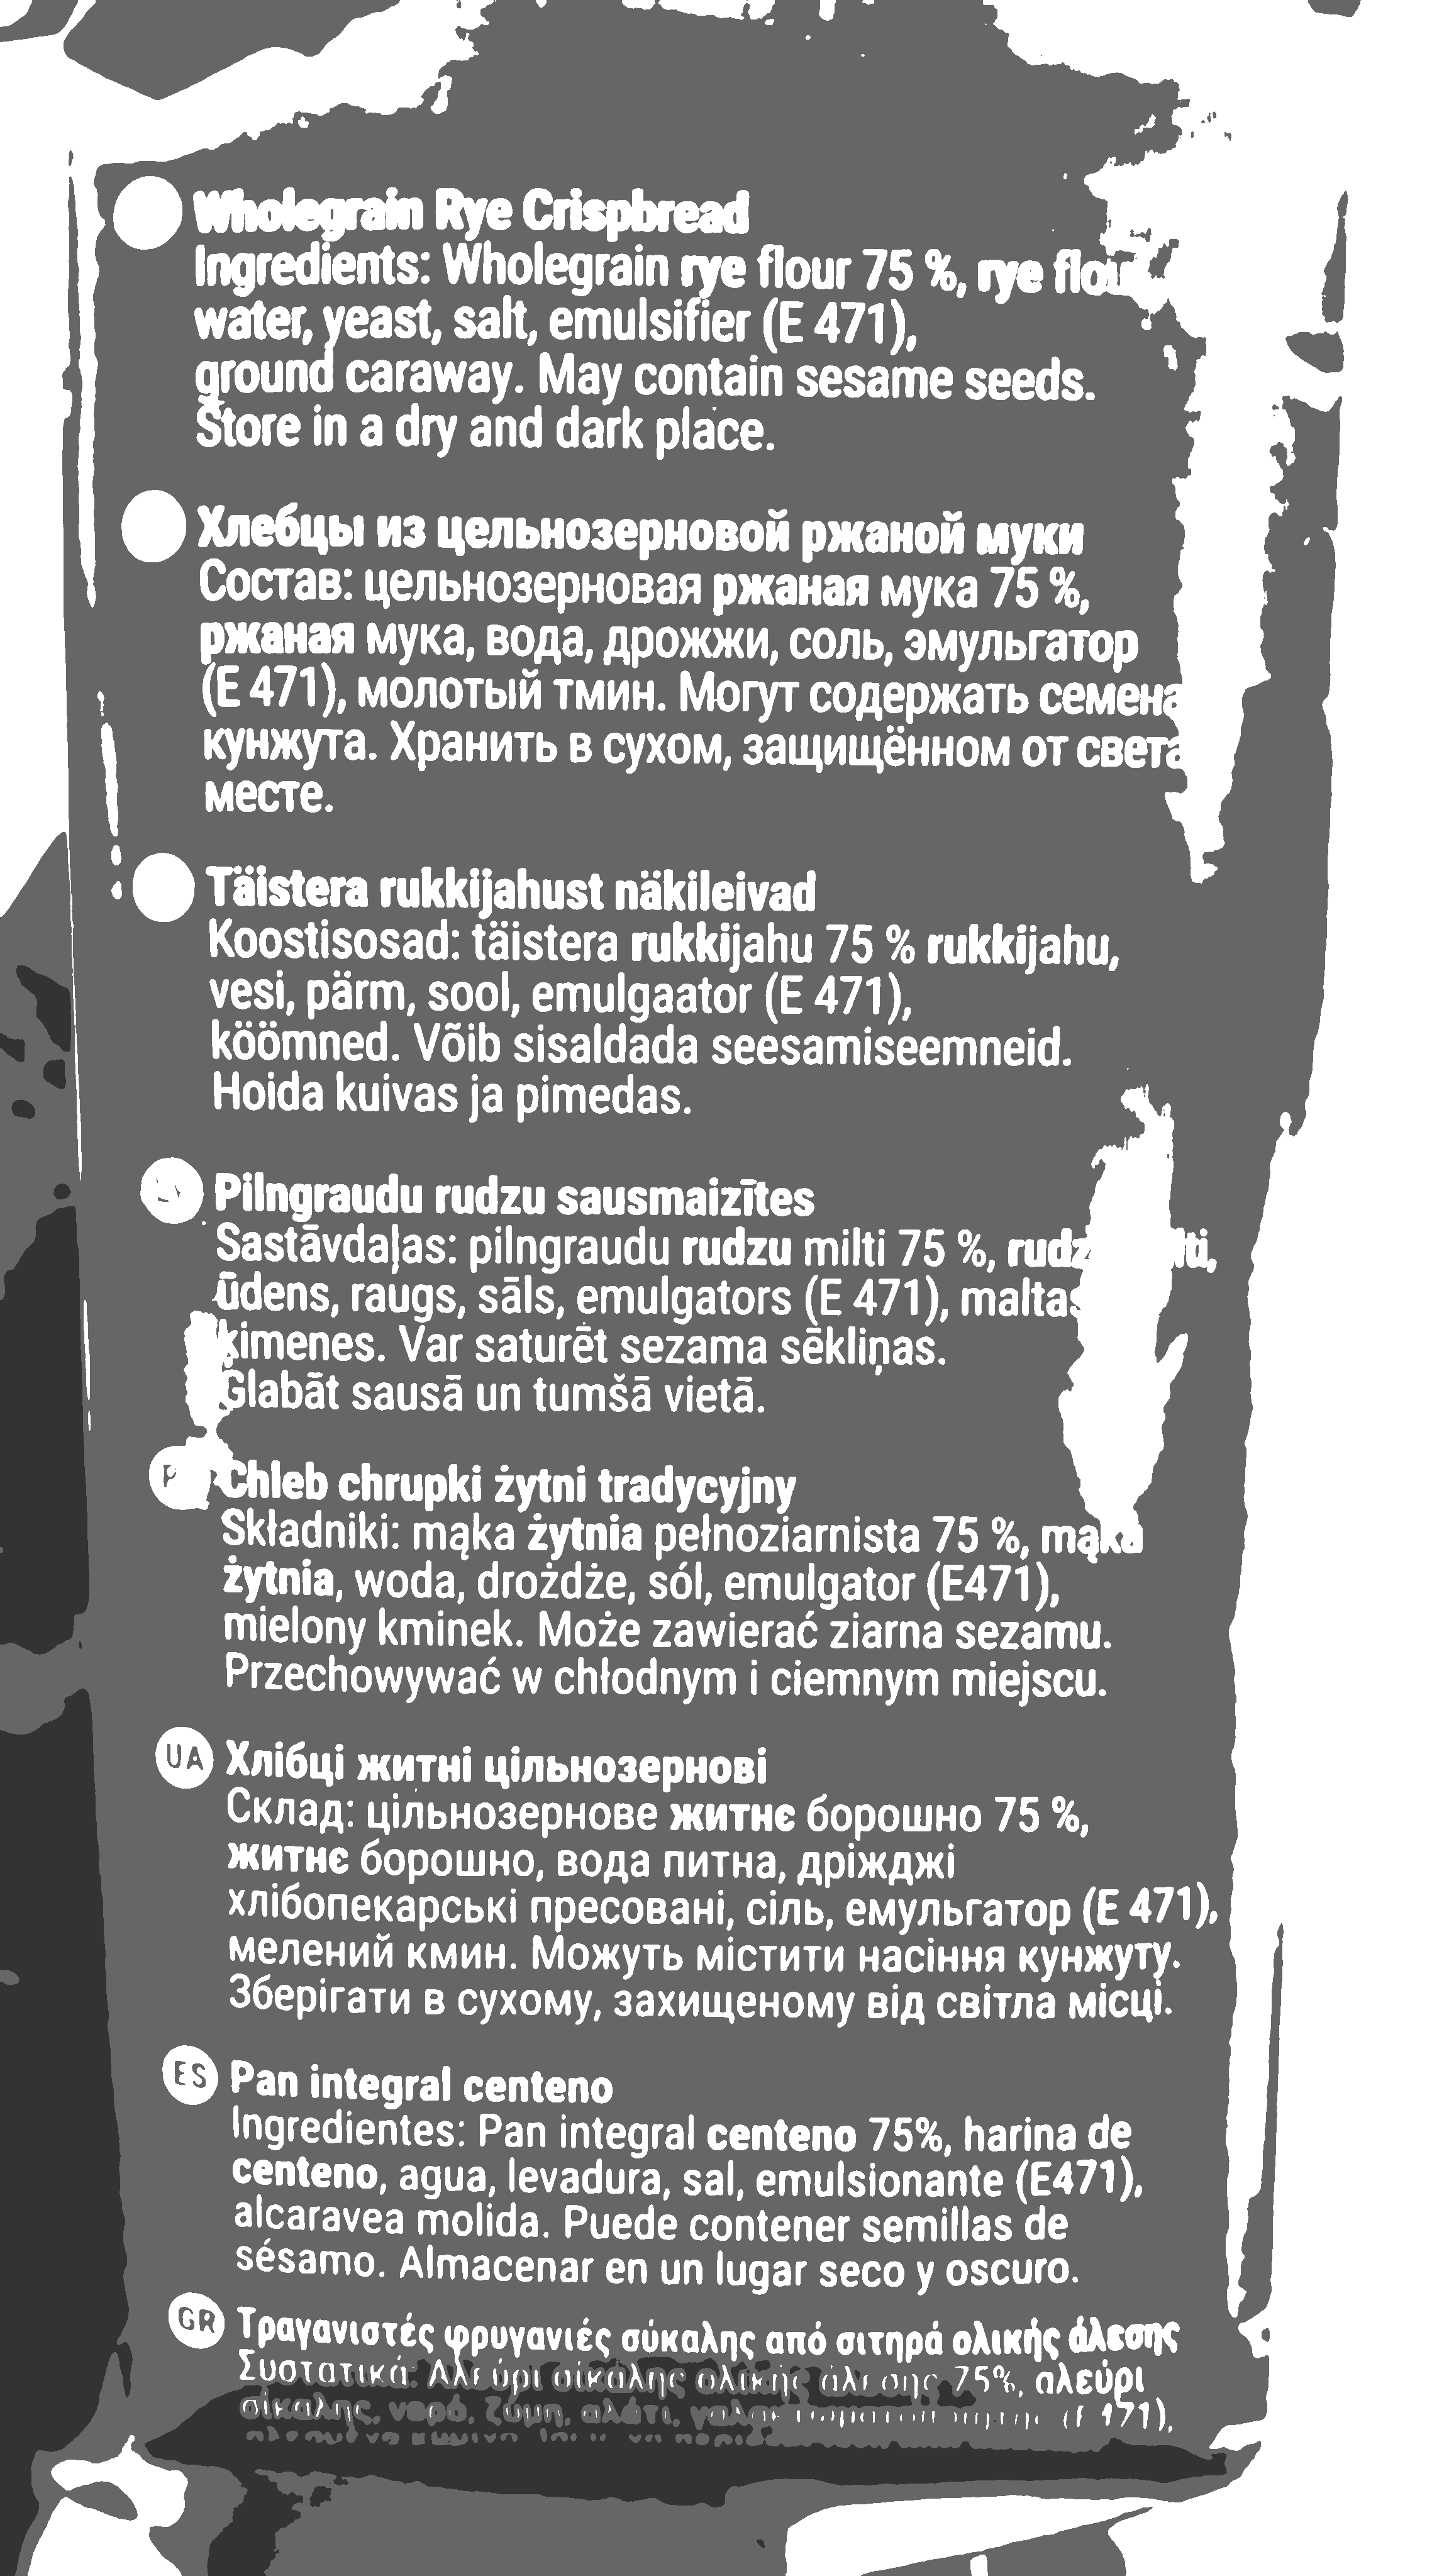 Wholegrain Rye Crispbread
Ingredients: Wholegrain rye flour 75 %, rye
water, yeast, salt, emulsifier (E 471),
ground caraway. May contain sesame seeds.
Store in a dry and dark place.
Хлебцы из цельнозерновой ржаной муки
Состав: цельнозерновая ржаная мука 75 %,
ржаная мука, вода, дрожжи, соль, эмульгатор
(E 471), молотый тмин. Могут содержать семена
кунжута. Хранить в сухом, защищённом от света
месте.
Täistera rukkijahust näkileivad
Koostisosad: täistera rukkijahu 75 % rukkijahu,
vesi, pärm, sool, emulgaator (E 471),
köömned. Võib sisaldada seesamiseemneid.
Hoida kuivas ja pimedas.
Pilngraudu rudzu sausmaizītes
Sastāvdaļas: pilngraudu rudzu milti 75 %,
ūdens, raugs, sāls, emulgators (E 471), maltas
ķimenes. Var saturēt sezama sēkliņas.
Glabāt sausā un tumšā vietā.
Chleb chrupki żytni tradycyjny
Składniki: mąka żytnia pełnoziarnista 75 %, mąka
żytnia, woda, drożdże, sól, emulgator (E471),
mielony kminek. Może zawierać ziarna sezamu.
Przechowywać w chłodnym i ciemnym miejscu.
UA Хлібці житні цільнозернові
Склад: цільнозернове житнє борошно 75 %,
житнє борошно, вода питна, дріжджі
хлібопекарські пресовані, сіль, емульгатор (E 471),
мелений кмин. Можуть містити насіння кунжуту.
Зберігати в сухому, захищеному від світла місці.
ES Pan integral centeno
Ingredientes: Pan integral centeno 75%, harina de
centeno, agua, levadura, sal, emulsionante (E471),
alcaravea molida. Puede contener semillas de
sésamo. Almacenar en un lugar seco y oscuro.
GR Τραγανιστές φρυγανιές σίκαλης από σιτηρά ολικής άλεσης
Συστατικά: Αλεύρι σίκαλης ολικής άλεσης 75%, αλεύρι
σίκαλης, νερό, ζύμη, αλάτι,